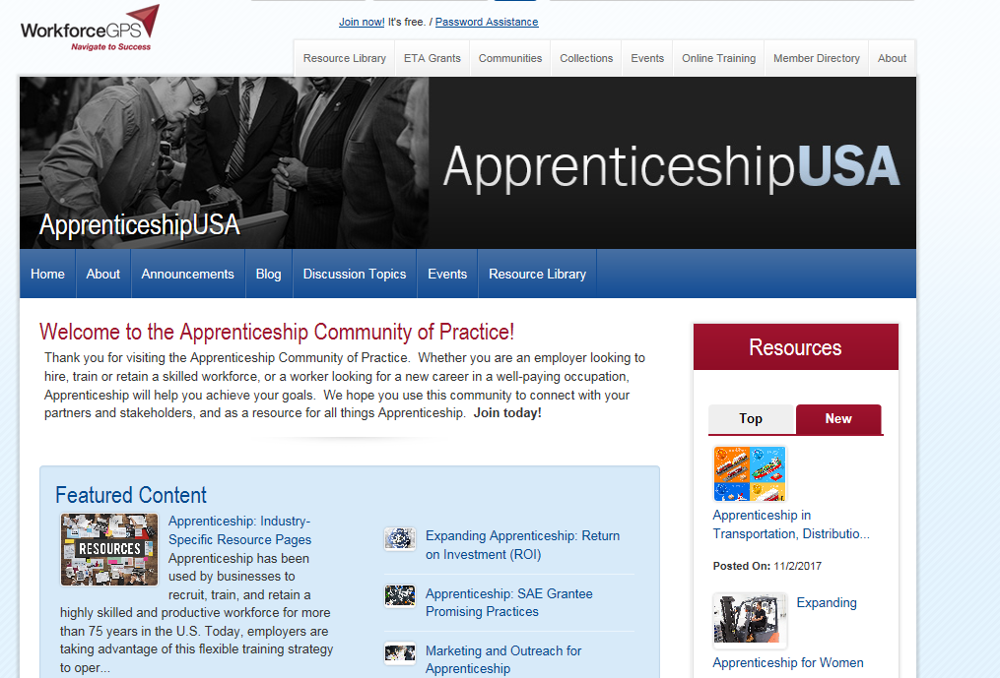 WorkforceGPS
Navigate to Success
Join now! It's free. / Password Assistance
Resource Library ETA Grants Communities Collections Events Online Training Member Directory About
ApprenticeshipUSA
ApprenticeshipUSA
Home About Announcements Blog Discussion Topics Events Resource Library
Welcome to the Apprenticeship Community of Practice!
Thank you for visiting the Apprenticeship Community of Practice. Whether you are an employer looking to
hire, train or retain a skilled workforce, or a worker looking for a new career in a well-paying occupation,
Apprenticeship will help you achieve your goals. We hope you use this community to connect with your
partners and stakeholders, and as a resource for all things Apprenticeship. Join today!
Featured Content
RESOURCES
Apprenticeship: Industry-
Specific Resource Pages
Apprenticeship has been
used by businesses to
recruit, train, and retain a
highly skilled and productive workforce for more
than 75 years in the U.S. Today, employers are
taking advantage of this flexible training strategy
to oper...
Expanding Apprenticeship: Return
on Investment (ROI)
Apprenticeship: SAE Grantee
Promising Practices
Marketing and Outreach for
Apprenticeship
Resources
Top New
Apprenticeship in
Transportation, Distributio...
Posted On: 11/2/2017
Expanding
Apprenticeship for Women